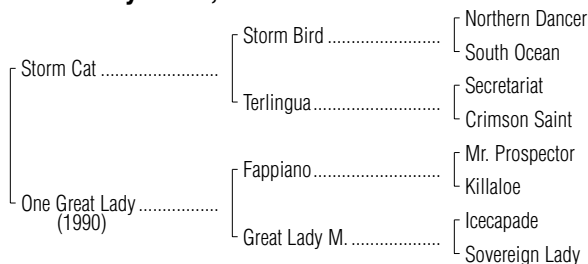 Northern Dancer
Storm Bird ........................
South Ocean
Storm Cat ........................
Secretariat
Terlingua ..........................
Crimson Saint
Mr. Prospector
Fappiano ..........................
Killaloe
One Great Lady ................
(1990)
Icecapade
Great Lady M. ..................
Sovereign Lady